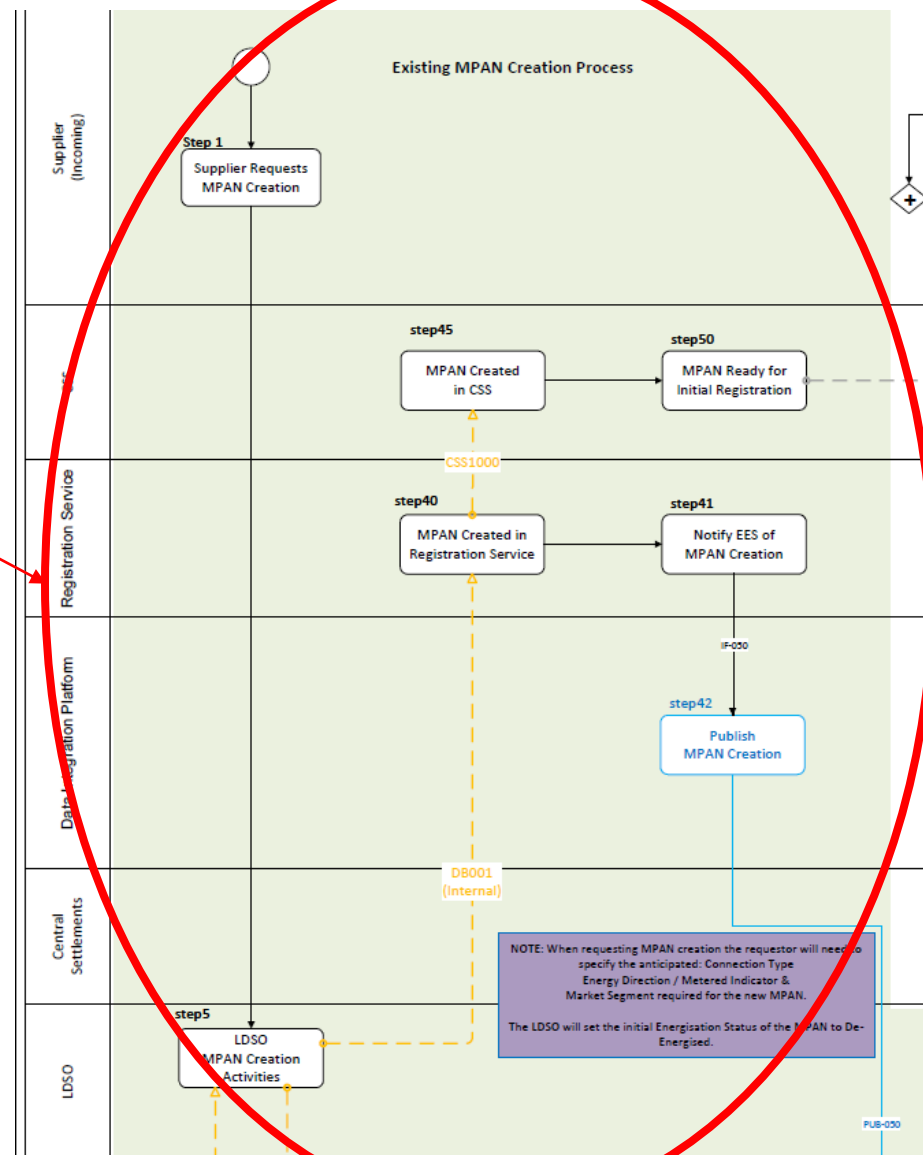 Existing MPAN Creation Process
Supplier
(Incoming)
Step 1
Supplier Requests
MPAN Creation
step45
MPAN Created
in CSS
step50
MPAN Ready for
Initial Registration
CSS1000
Registration Service
step40
MPAN Created in
Registration Service
step41
Notify EES of
MPAN Creation
IF-050
Data Integration Platform
step42
Publish
MPAN Creation
DB001
(Internal)
Central
Settlements
NOTE: When requesting MPAN creation the requestor will need to
specify the anticipated: Connection Type
Energy Direction / Metered Indicator &
Market Segment required for the new MPAN.
The LDSO will set the initial Energisation Status of the MPAN to De-
Energised.
LDSO
step5
LDSO
MPAN Creation
Activities
PUB-050